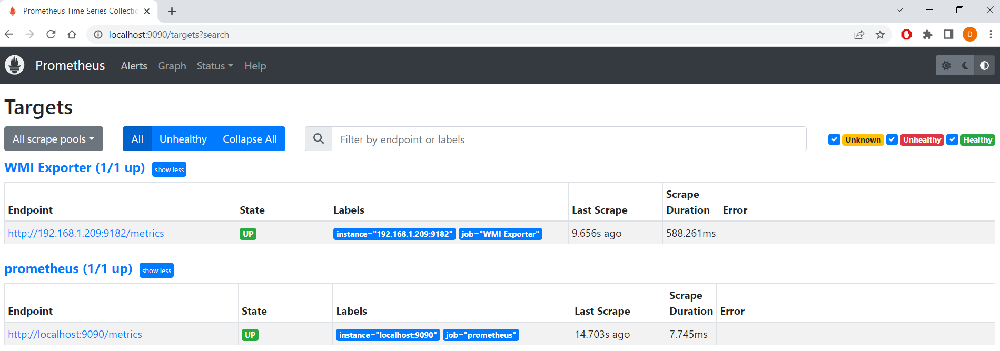 Prometheus Time Series Collectic
localhost:9090/targets?search=
D
Prometheus Alerts Graph Status Help
Targets
All scrape pools All Unhealthy Collapse All Filter by endpoint or labels Unknown Unhealthy Healthy
WMI Exporter (1/1 up) show less
Endpoint State Labels Last Scrape Scrape Duration Error
http://192.168.1.209:9182/metrics UP instance="192.168.1.209:9182" job="WMI Exporter" 9.656s ago 588.261ms
prometheus (1/1 up) show less
Endpoint State Labels Last Scrape Scrape Duration Error
http://localhost:9090/metrics UP instance="localhost:9090" job="prometheus" 14.703s ago 7.745ms